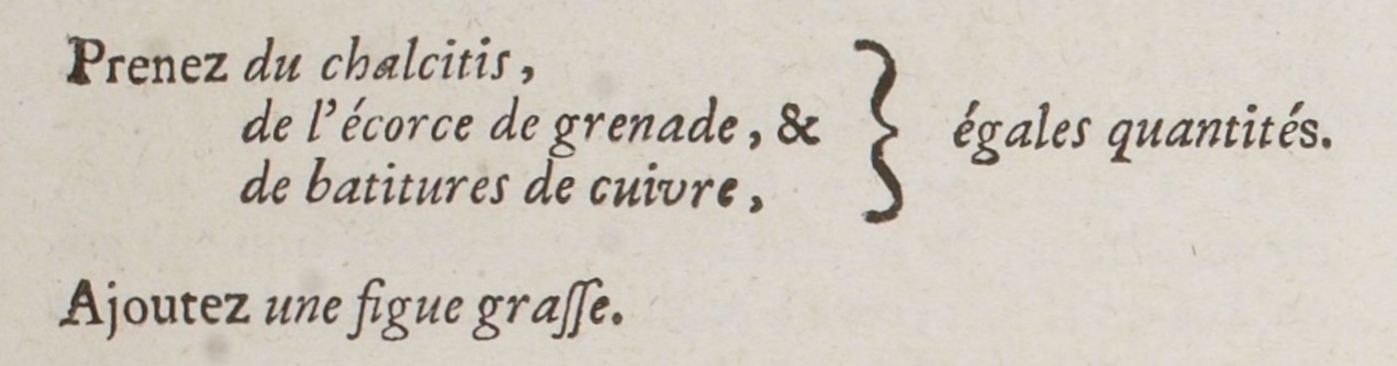 Prenez du chalcitis,
de l'écorce de grenade, &
de batitures de cuivre,
} égales quantités.
Ajoutez une figue graſſe.